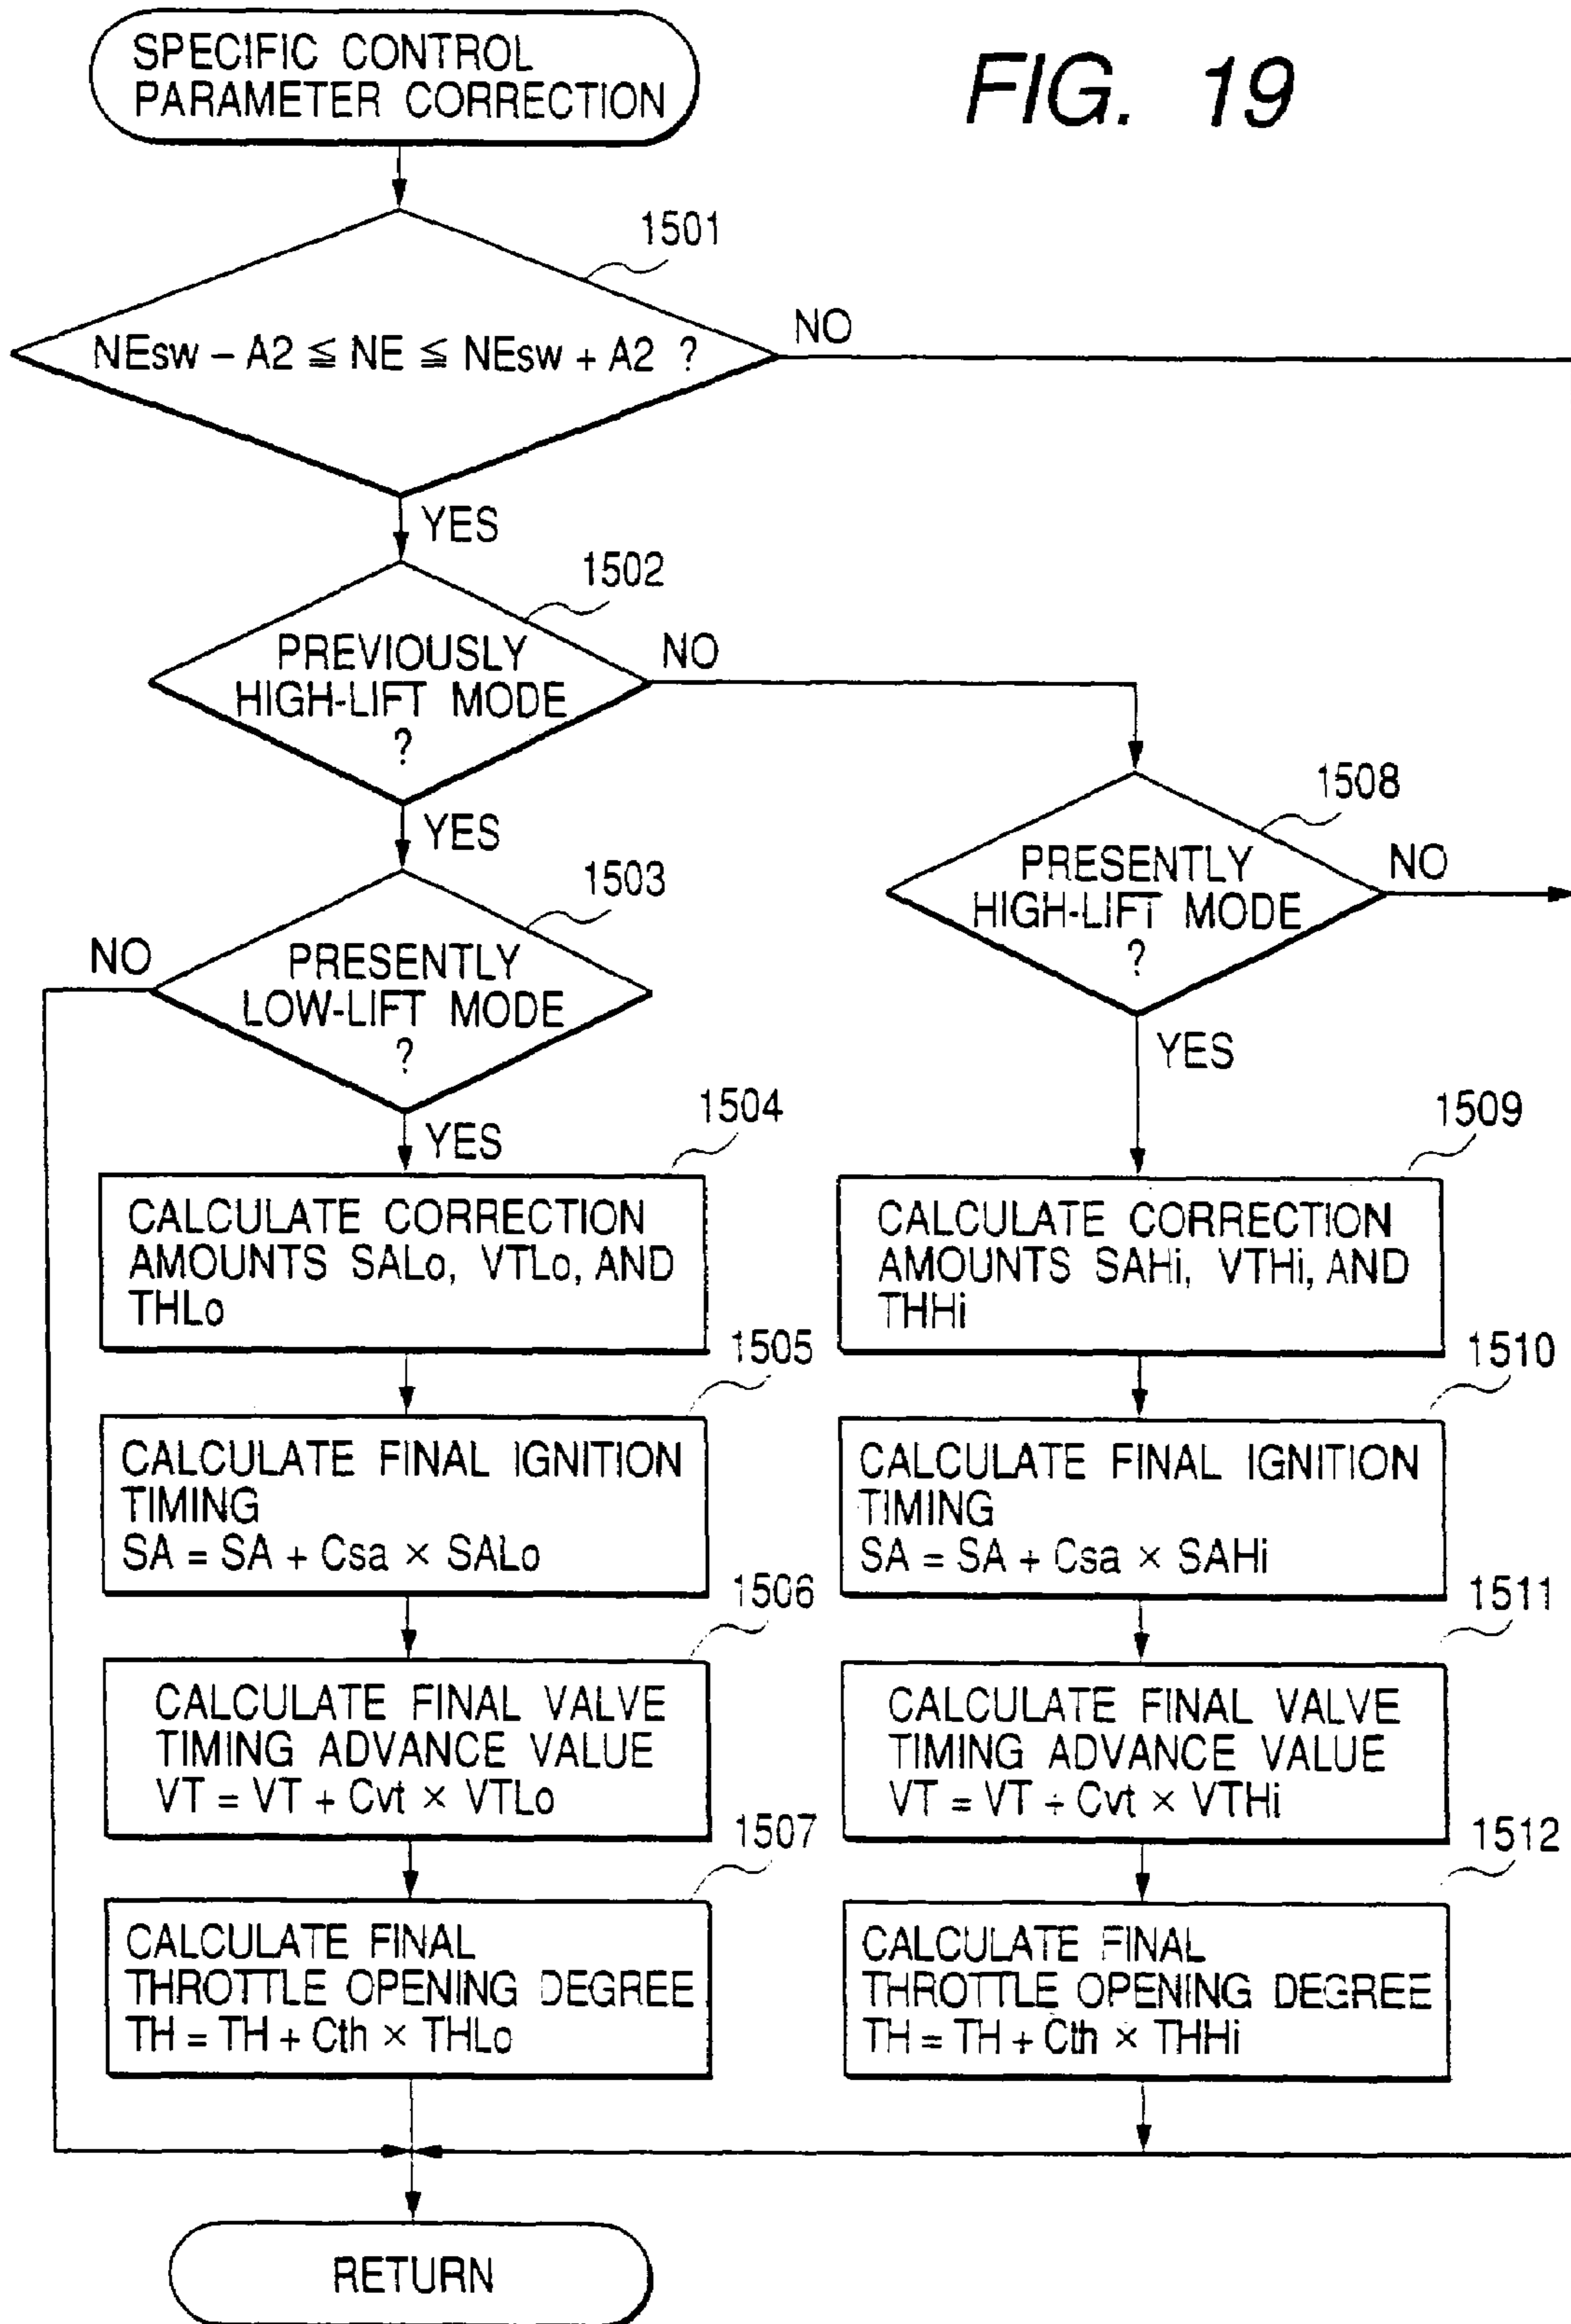 SPECIFIC CONTROL
PARAMETER CORRECTION
FIG. 19
1501
NEsw – A2 ≦ NE ≦ NEsw + A2 ?
NO
YES
1502
PREVIOUSLY
HIGH-LIFT MODE
?
NO
YES
1508
PRESENTLY
HIGH-LIFT MODE
?
NO
YES
1503
PRESENTLY
LOW-LIFT MODE
?
NO
YES
1504
CALCULATE CORRECTION
AMOUNTS SALo, VTLo, AND
THLo
1505
CALCULATE FINAL IGNITION
TIMING
SA = SA + Csa × SALo
1506
CALCULATE FINAL VALVE
TIMING ADVANCE VALUE
VT = VT + Cvt × VTLo
1507
CALCULATE FINAL
THROTTLE OPENING DEGREE
TH = TH + Cth × THLo
1509
CALCULATE CORRECTION
AMOUNTS SAHi, VTHi, AND
THHi
1510
CALCULATE FINAL IGNITION
TIMING
SA = SA + Csa × SAHi
1511
CALCULATE FINAL VALVE
TIMING ADVANCE VALUE
VT = VT + Cvt × VTHi
1512
CALCULATE FINAL
THROTTLE OPENING DEGREE
TH = TH + Cth × THHi
RETURN